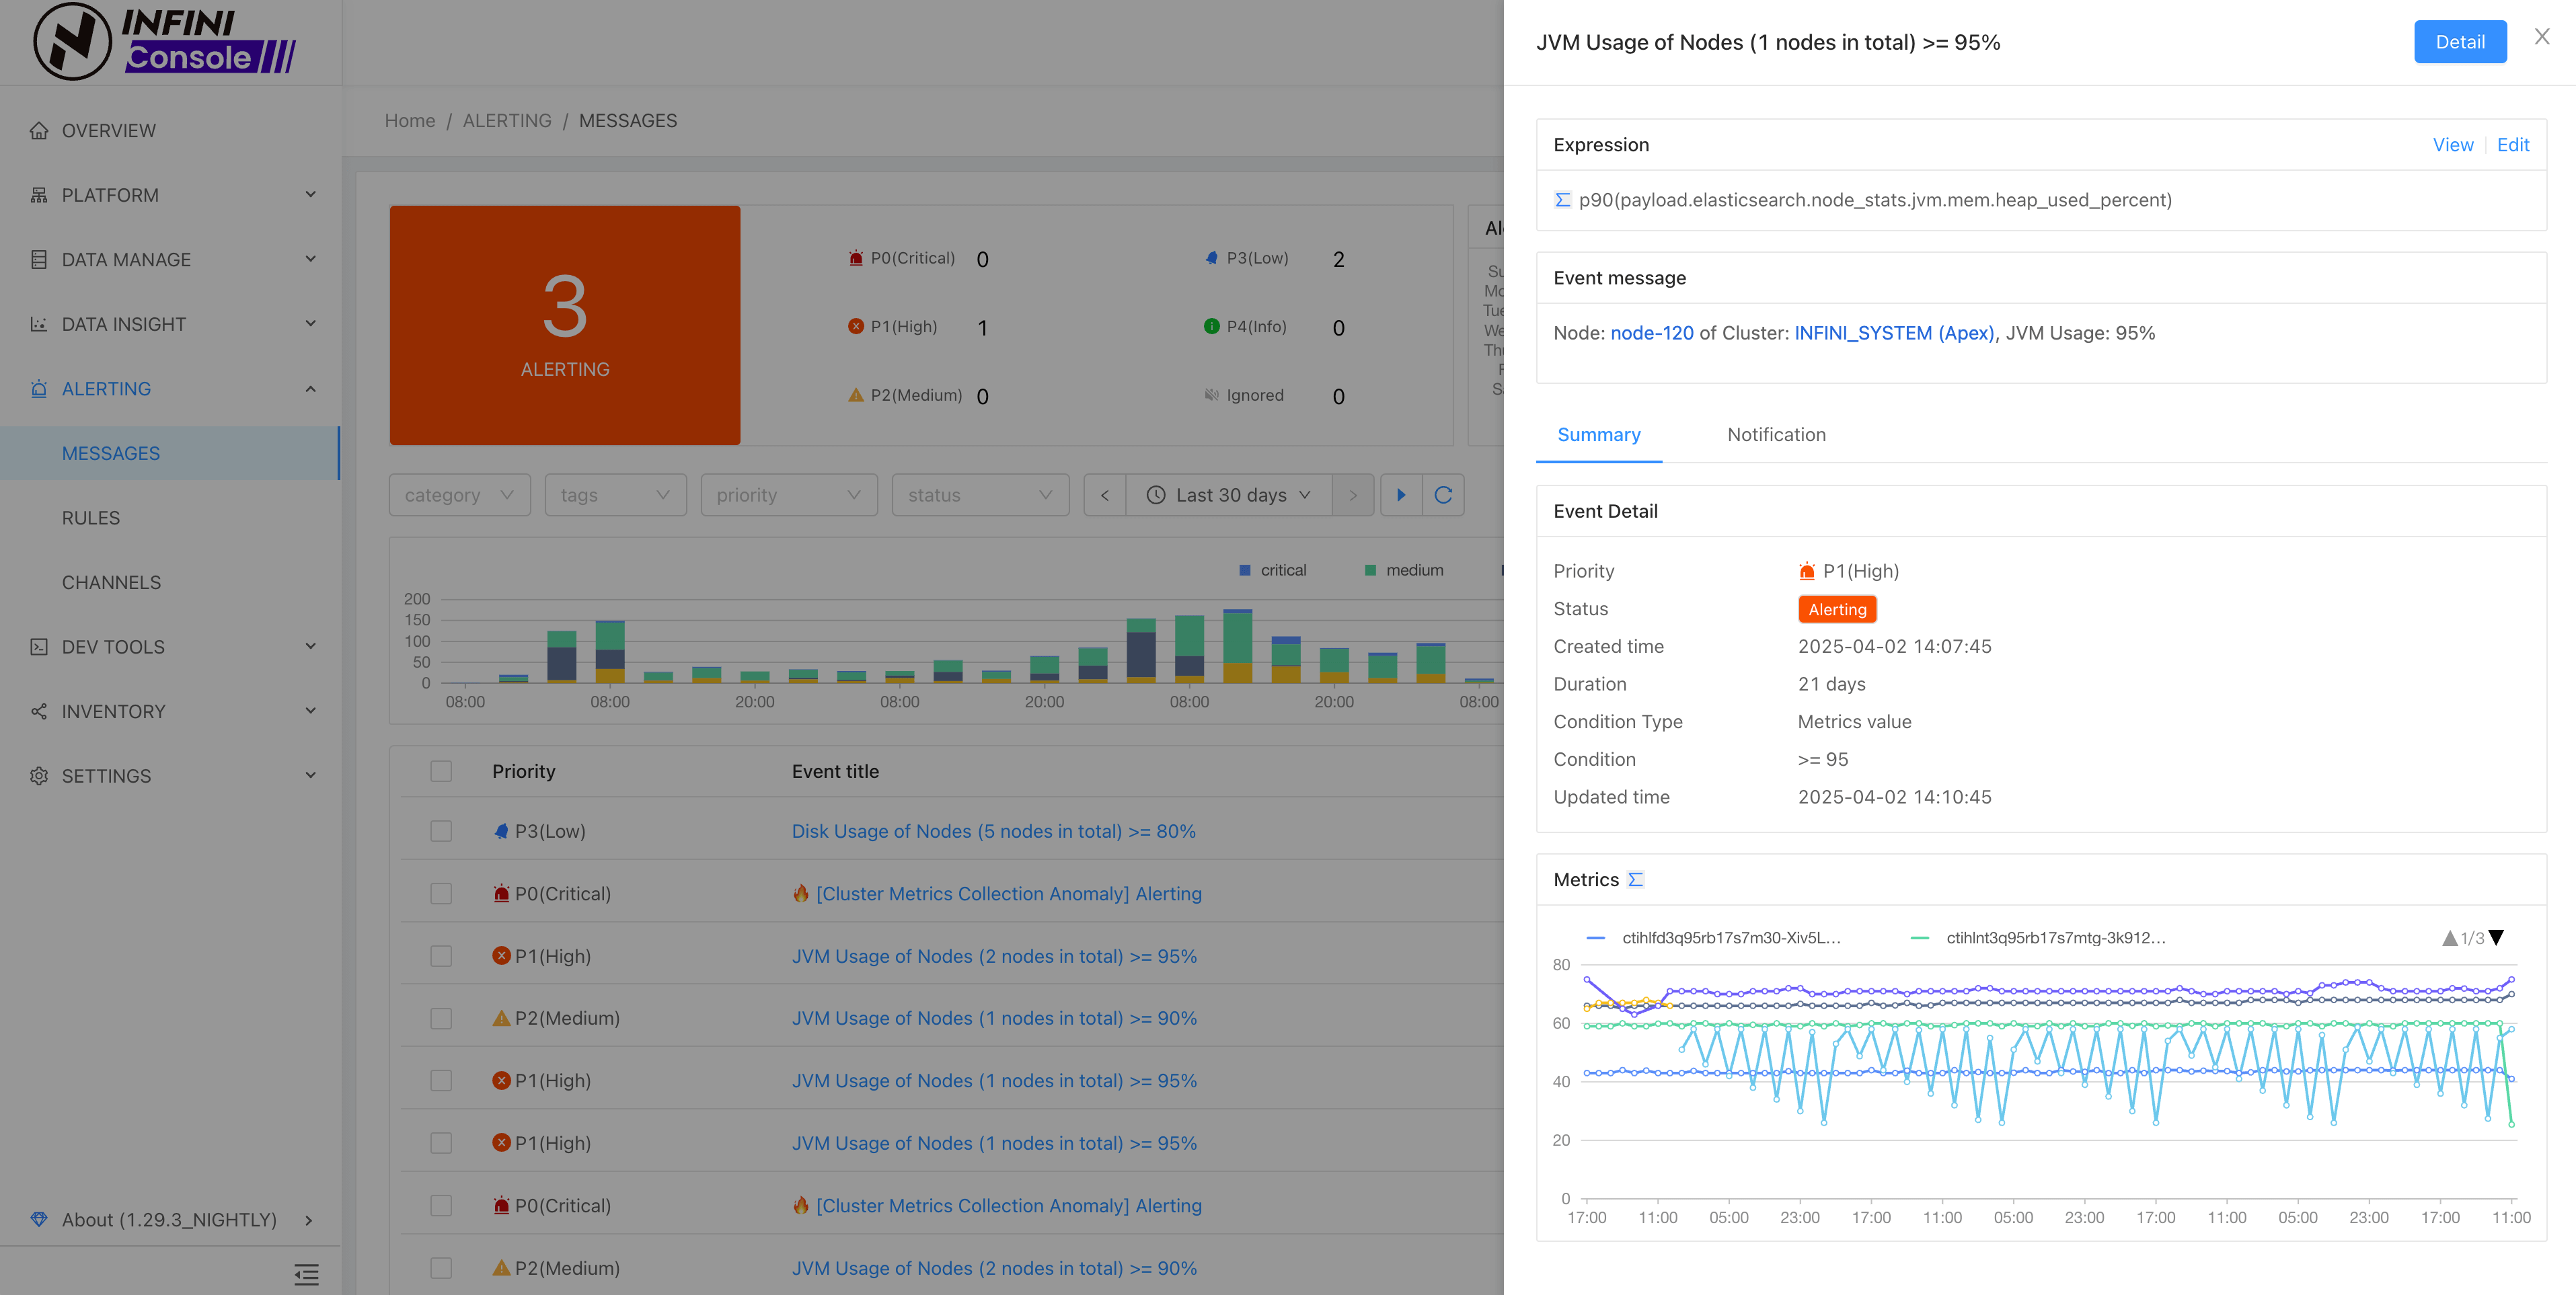 INFINI
Console
OVERVIEW
PLATFORM
DATA MANAGE
DATA INSIGHT
ALERTING
MESSAGES
RULES
CHANNELS
DEV TOOLS
INVENTORY
SETTINGS
About (1.29.3_NIGHTLY)
Home / ALERTING / MESSAGES
3
ALERTING
P0(Critical) 0
P3(Low) 2
P1(High) 1
P4(Info) 0
P2(Medium) 0
Ignored 0
category
tags
priority
status
Last 30 days
critical
medium
200
150
100
50
0
08:00 08:00 20:00 08:00 20:00 08:00 20:00 08:00
Priority Event title
P3(Low) Disk Usage of Nodes (5 nodes in total) >= 80%
P0(Critical) 🔥 [Cluster Metrics Collection Anomaly] Alerting
P1(High) JVM Usage of Nodes (2 nodes in total) >= 95%
P2(Medium) JVM Usage of Nodes (1 nodes in total) >= 90%
P1(High) JVM Usage of Nodes (1 nodes in total) >= 95%
P1(High) JVM Usage of Nodes (1 nodes in total) >= 95%
P0(Critical) 🔥 [Cluster Metrics Collection Anomaly] Alerting
P2(Medium) JVM Usage of Nodes (2 nodes in total) >= 90%
JVM Usage of Nodes (1 nodes in total) >= 95%
Detail
Expression
View | Edit
p90(payload.elasticsearch.node_stats.jvm.mem.heap_used_percent)
Event message
Node: node-120 of Cluster: INFINI_SYSTEM (Apex), JVM Usage: 95%
Summary
Notification
Event Detail
Priority P1(High)
Status Alerting
Created time 2025-04-02 14:07:45
Duration 21 days
Condition Type Metrics value
Condition >= 95
Updated time 2025-04-02 14:10:45
Metrics
ctihlfd3q95rb17s7m30-Xiv5L...
ctihlnt3q95rb17s7mtg-3k912...
1/3
80
60
40
20
0
17:00 11:00 05:00 23:00 17:00 11:00 05:00 23:00 17:00 11:00 05:00 23:00 17:00 11:00